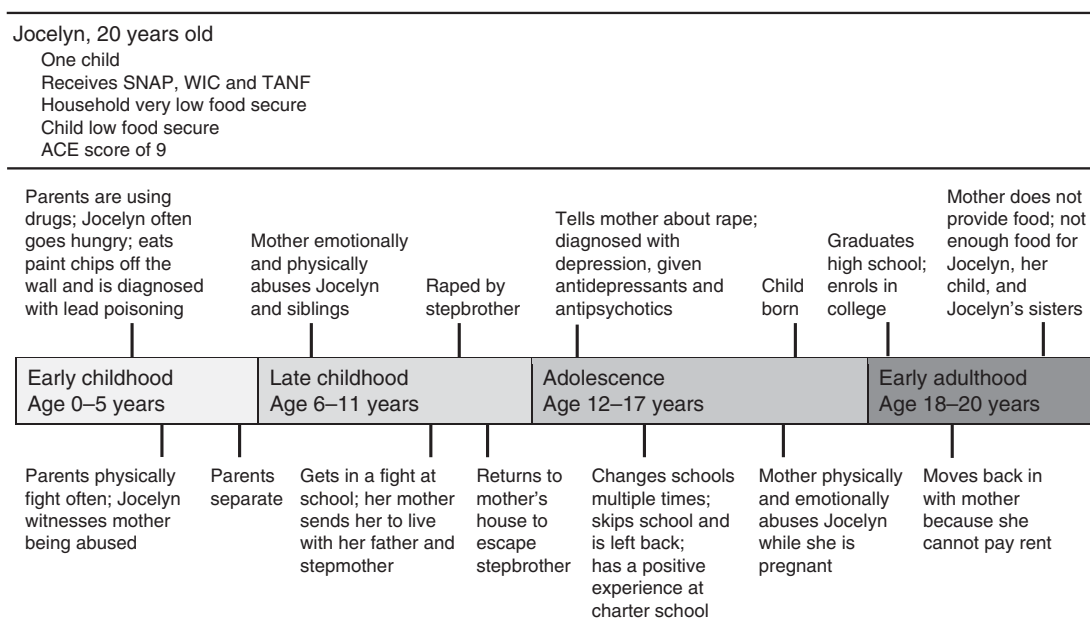 Jocelyn, 20 years old
One child
Receives SNAP, WIC and TANF
Household very low food secure
Child low food secure
ACE score of 9
Parents are using
drugs; Jocelyn often
goes hungry; eats
paint chips off the
wall and is diagnosed
with lead poisoning
Mother emotionally
and physically
abuses Jocelyn
and siblings
Raped by
stepbrother
Tells mother about rape;
diagnosed with
depression, given
antidepressants and
antipsychotics
Child
born
Graduates
high school;
enrols in
college
Mother does not
provide food; not
enough food for
Jocelyn, her
child, and
Jocelyn's sisters
Early childhood
Age 0–5 years
Late childhood
Age 6–11 years
Adolescence
Age 12–17 years
Early adulthood
Age 18–20 years
Parents physically
fight often; Jocelyn
witnesses mother
being abused
Parents
separate
Gets in a fight at
school; her mother
sends her to live
with her father and
stepmother
Returns to
mother's
house to
escape
stepbrother
Changes schools
multiple times;
skips school and
is left back;
has a positive
experience at
charter school
Mother physically
and emotionally
abuses Jocelyn
while she is
pregnant
Moves back in
with mother
because she
cannot pay rent